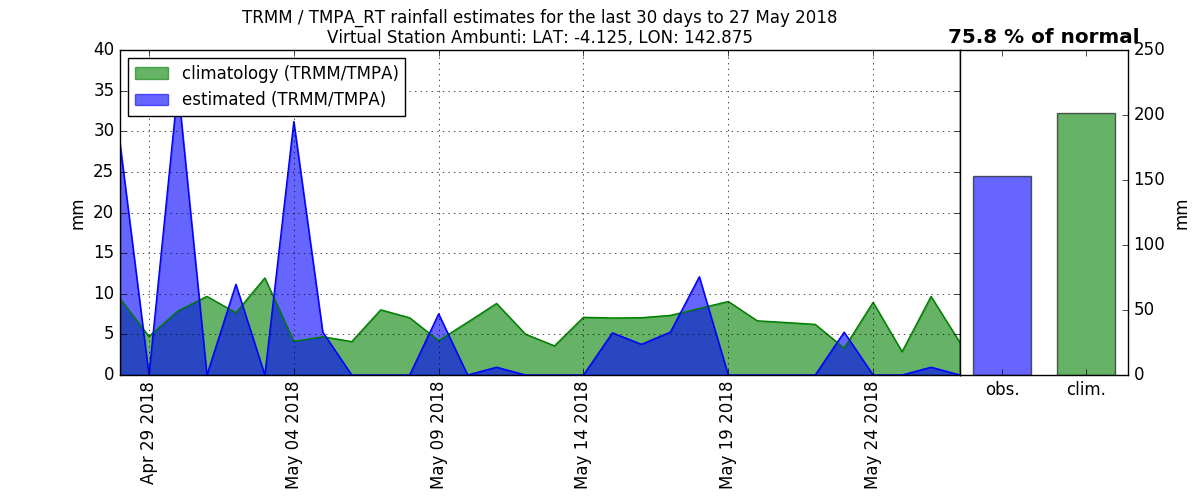 TRMM / TMPA_RT rainfall estimates for the last 30 days to 27 May 2018
Virtual Station Ambunti: LAT: -4.125, LON: 142.875
75.8 % of normal
climatology (TRMM/TMPA)
estimated (TRMM/TMPA)
mm
40
35
30
25
20
15
10
5
0
Apr 29 2018
May 04 2018
May 09 2018
May 14 2018
May 19 2018
May 24 2018
250
200
150
100
50
0
mm
obs.
clim.